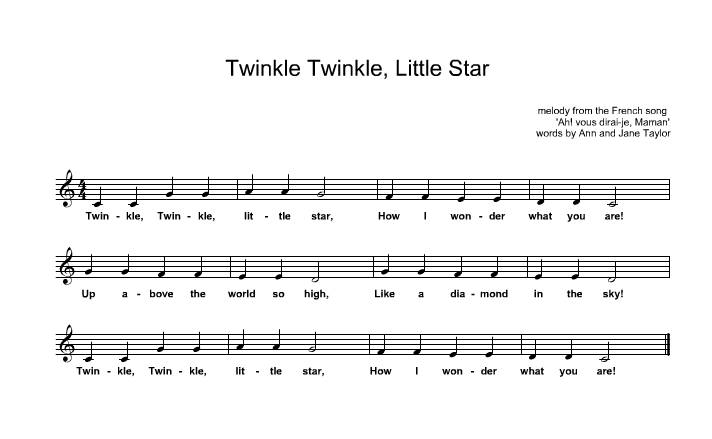 Twinkle Twinkle, Little Star
melody from the French song
'Ah! vous dirai-je, Maman'
words by Ann and Jane Taylor
4
4
Twin - kle, Twin - kle, lit - tle star, How I won - der what you are!
Up a - bove the world so high, Like a dia - mond in the sky!
Twin - kle, Twin - kle, lit - tle star, How I won - der what you are!